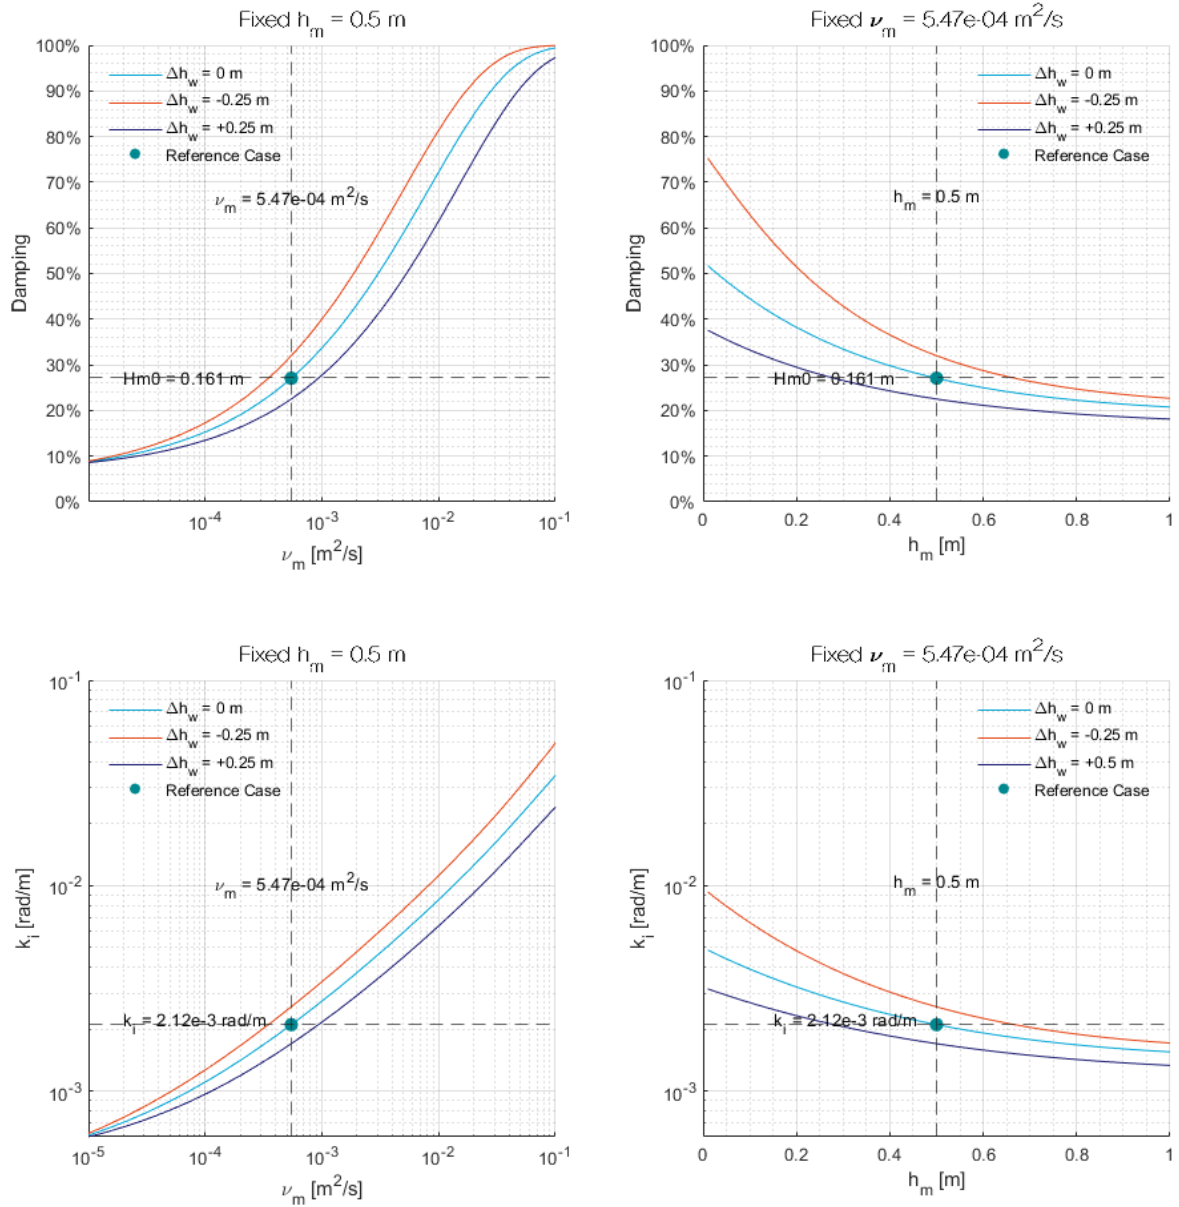 Fixed h_m = 0.5 m
100%
90%
80%
70%
60%
50%
40%
30%
20%
10%
0%
Damping
Δh_w = 0 m
Δh_w = -0.25 m
Δh_w = +0.25 m
Reference Case
ν_m = 5.47e-04 m²/s
Hm0 = 0.161 m
10⁻⁴
10⁻³
10⁻²
10⁻¹
ν_m [m²/s]
Fixed ν_m = 5.47e-04 m²/s
100%
90%
80%
70%
60%
50%
40%
30%
20%
10%
0%
Damping
Δh_w = 0 m
Δh_w = -0.25 m
Δh_w = +0.25 m
Reference Case
h_m = 0.5 m
Hm0 = 0.161 m
0
0.2
0.4
0.6
0.8
1
h_m [m]
Fixed h_m = 0.5 m
10⁻¹
10⁻²
10⁻³
k_i [rad/m]
Δh_w = 0 m
Δh_w = -0.25 m
Δh_w = +0.25 m
Reference Case
ν_m = 5.47e-04 m²/s
k_i = 2.12e-3 rad/m
10⁻⁵
10⁻⁴
10⁻³
10⁻²
10⁻¹
ν_m [m²/s]
Fixed ν_m = 5.47e-04 m²/s
10⁻¹
10⁻²
10⁻³
k_i [rad/m]
Δh_w = 0 m
Δh_w = -0.25 m
Δh_w = +0.5 m
Reference Case
h_m = 0.5 m
k_i = 2.12e-3 rad/m
0
0.2
0.4
0.6
0.8
1
h_m [m]